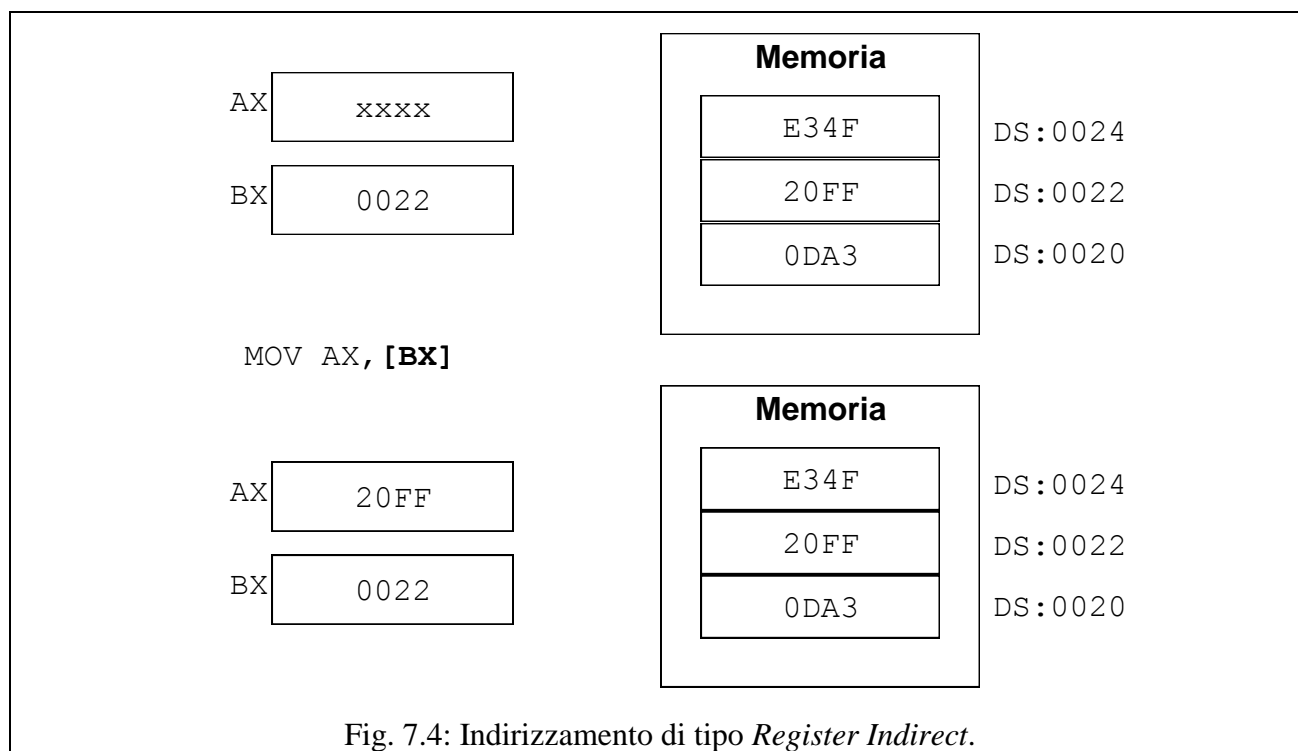 Memoria
AX xxxx
E34F DS:0024
BX 0022
20FF DS:0022
0DA3 DS:0020
MOV AX,[BX]
Memoria
AX 20FF
E34F DS:0024
20FF DS:0022
BX 0022
0DA3 DS:0020
Fig. 7.4: Indirizzamento di tipo Register Indirect.